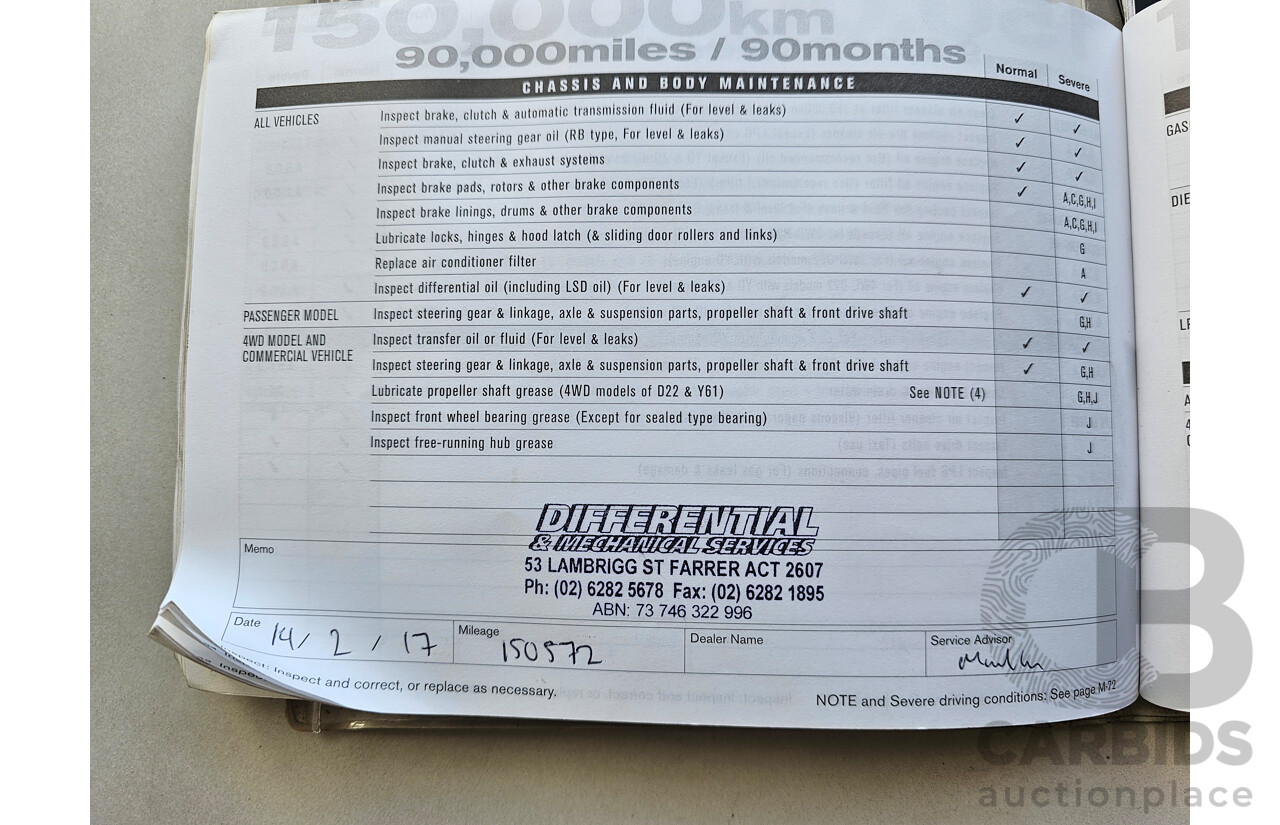 150,000km
90,000miles / 90months
CHASSIS AND BODY MAINTENANCE Normal Severe
ALL VEHICLES Inspect brake, clutch & automatic transmission fluid (For level & leaks) ✓ ✓
Inspect manual steering gear oil (RB type, For level & leaks) ✓ ✓
Inspect brake, clutch & exhaust systems ✓ ✓
Inspect brake pads, rotors & other brake components ✓ A,C,G,H,I
Inspect brake linings, drums & other brake components A,C,G,H,I
Lubricate locks, hinges & hood latch (& sliding door rollers and links) G
Replace air conditioner filter A
Inspect differential oil (including LSD oil) (For level & leaks) ✓ ✓
PASSENGER MODEL Inspect steering gear & linkage, axle & suspension parts, propeller shaft & front drive shaft G,H
4WD MODEL AND Inspect transfer oil or fluid (For level & leaks) ✓ ✓
COMMERCIAL VEHICLE Inspect steering gear & linkage, axle & suspension parts, propeller shaft & front drive shaft ✓ G,H
Lubricate propeller shaft grease (4WD models of D22 & Y61) See NOTE (4) G,H,J
Inspect front wheel bearing grease (Except for sealed type bearing) J
Inspect free-running hub grease J
DIFFERENTIAL
& MECHANICAL SERVICES
Memo
53 LAMBRIGG ST FARRER ACT 2607
Ph: (02) 6282 5678 Fax: (02) 6282 1895
ABN: 73 746 322 996
Date 14/2/17 Mileage 150572 Dealer Name Service Advisor
Inspect: Inspect and correct, or replace as necessary. NOTE and Severe driving conditions: See page M-72
GAS
DIE
CARBIDS
auctionplace